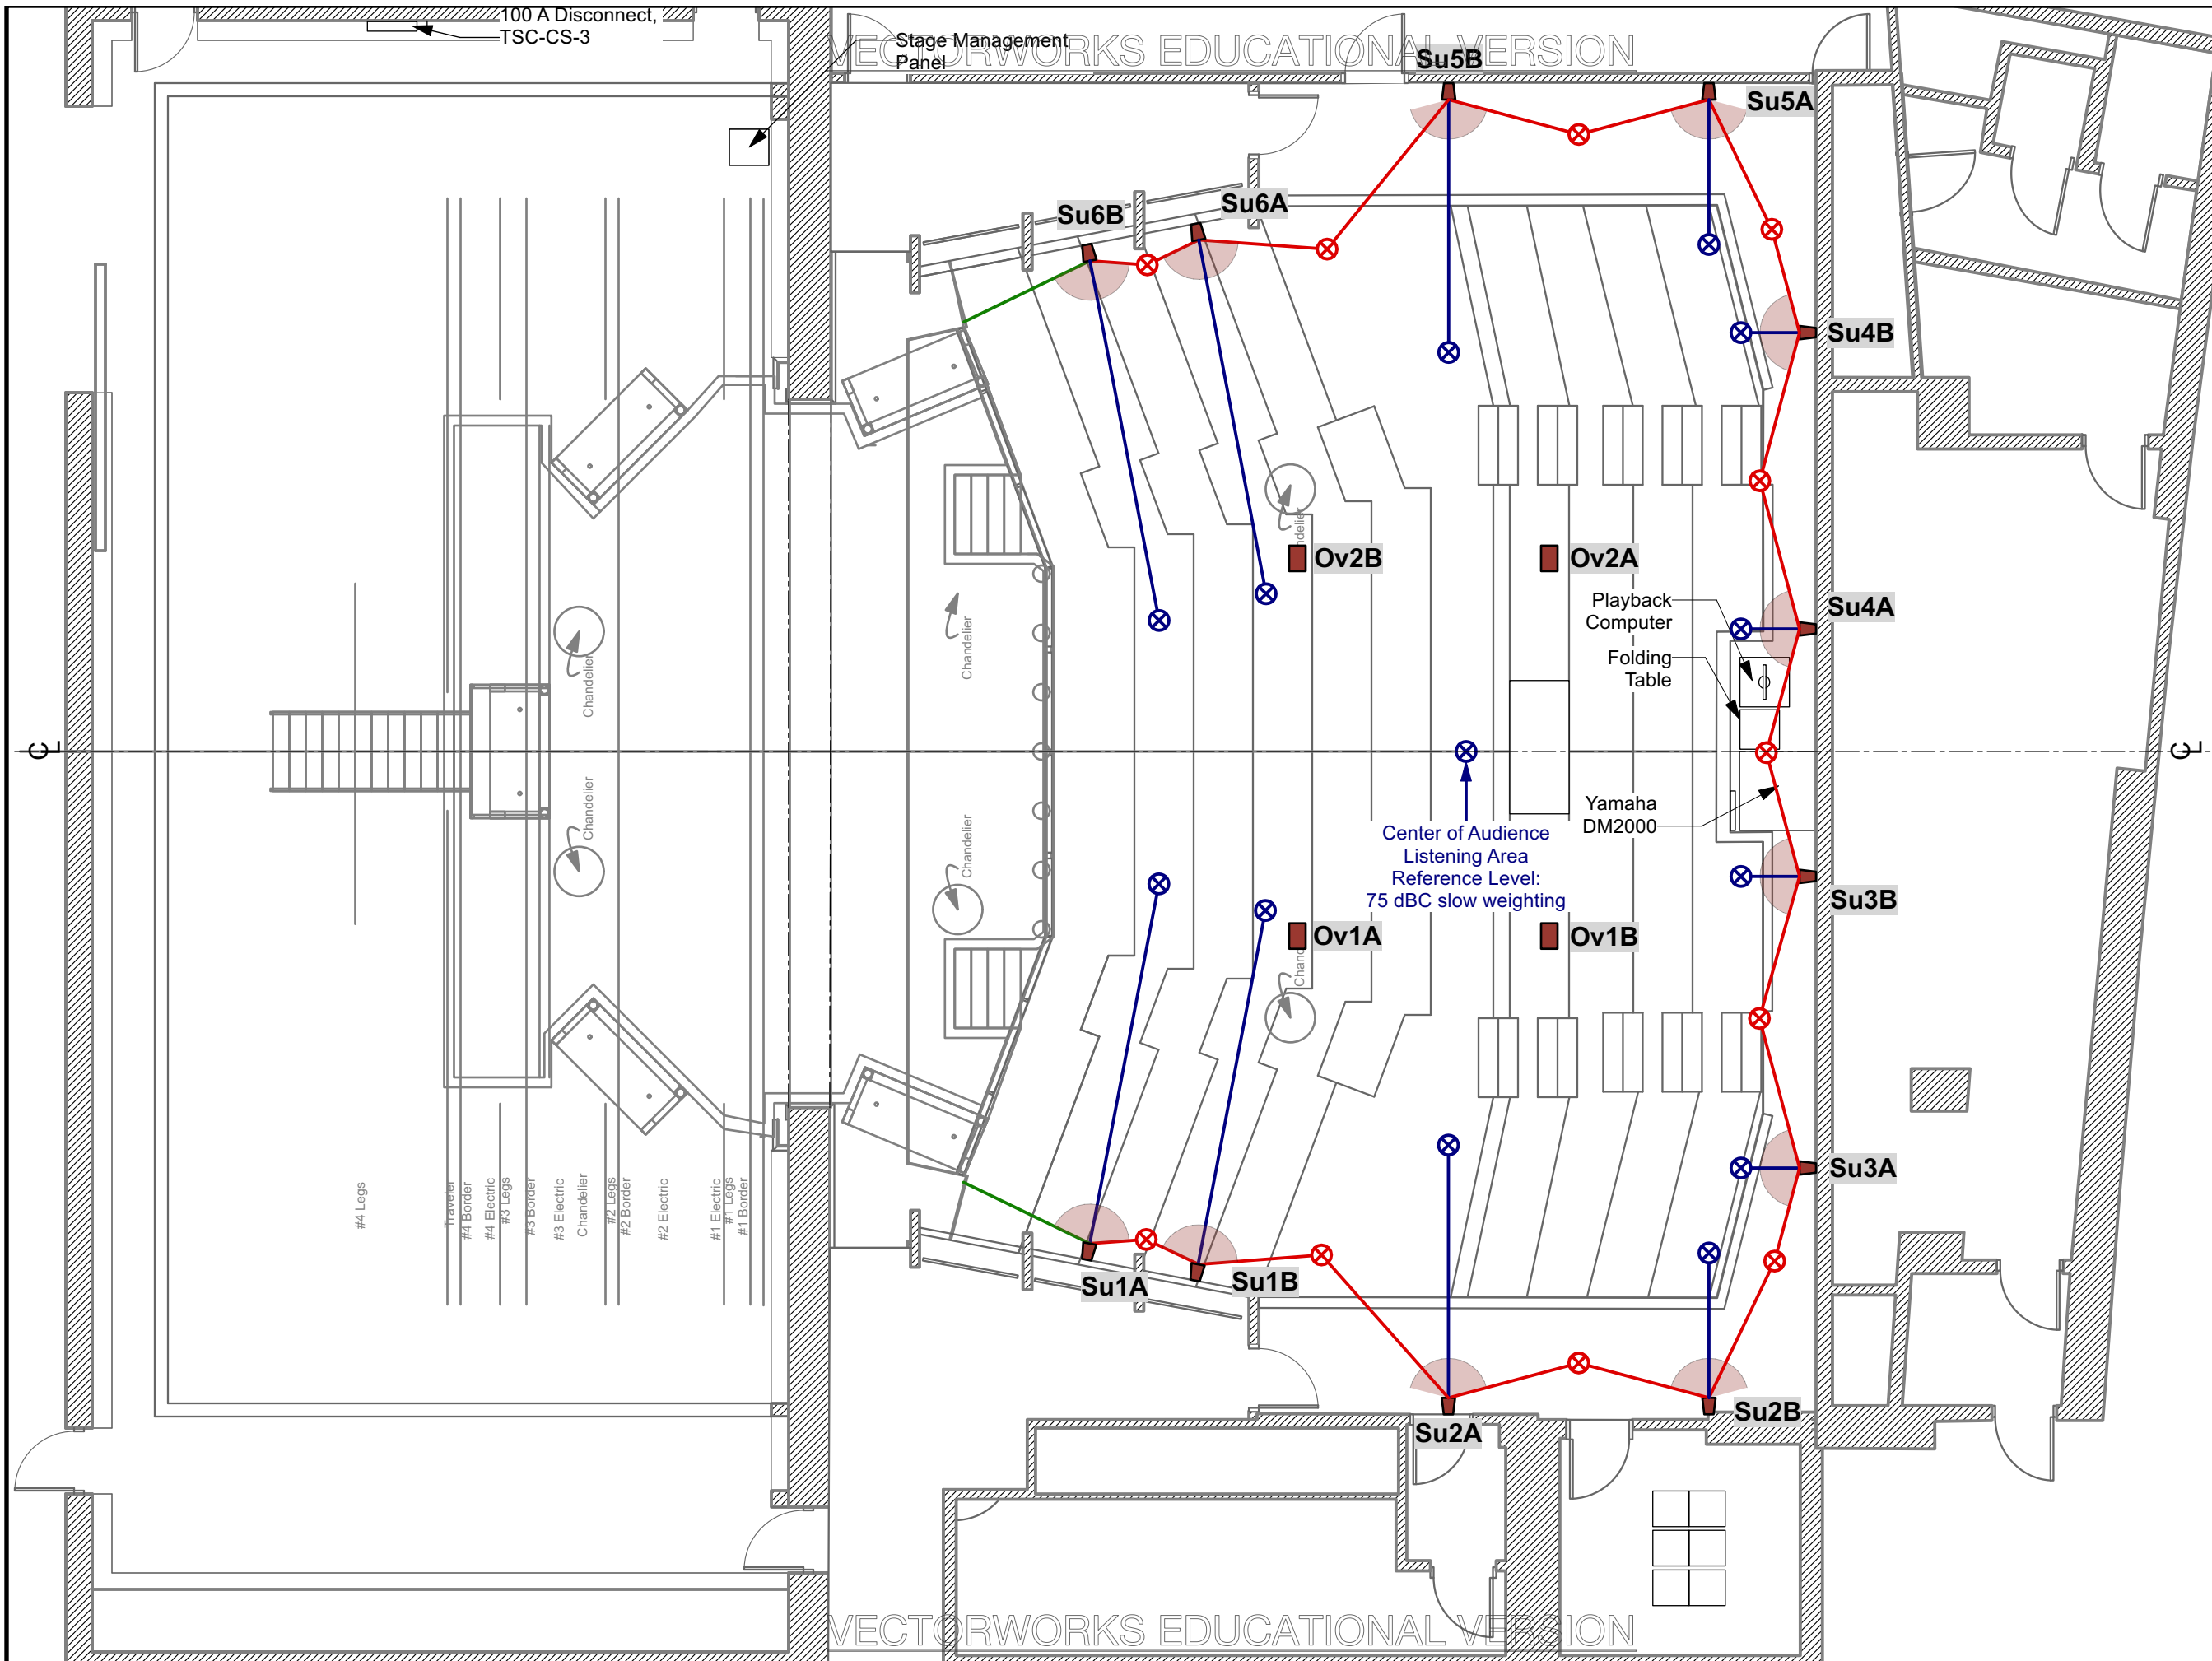 100 A Disconnect,
TSC-CS-3
Stage Management
Panel
VECTORWORKS EDUCATIONAL VERSION
Su5B
Su5A
Su6B
Su6A
Su4B
Ov2B
Ov2A
Playback
Computer
Su4A
Folding
Table
Chandelier
Chandelier
Chandelier
Chandelier
C
L
C
L
Yamaha
DM2000
Center of Audience
Listening Area
Reference Level:
75 dBC slow weighting
Su3B
Ov1A
Ov1B
Su3A
#4 Legs
Traveler
#4 Border
#4 Electric
#3 Legs
#3 Border
#3 Electric
Chandelier
#2 Legs
#2 Border
#2 Electric
#1 Electric
#1 Legs
#1 Border
Su1A
Su1B
Su2A
Su2B
VECTORWORKS EDUCATIONAL VERSION